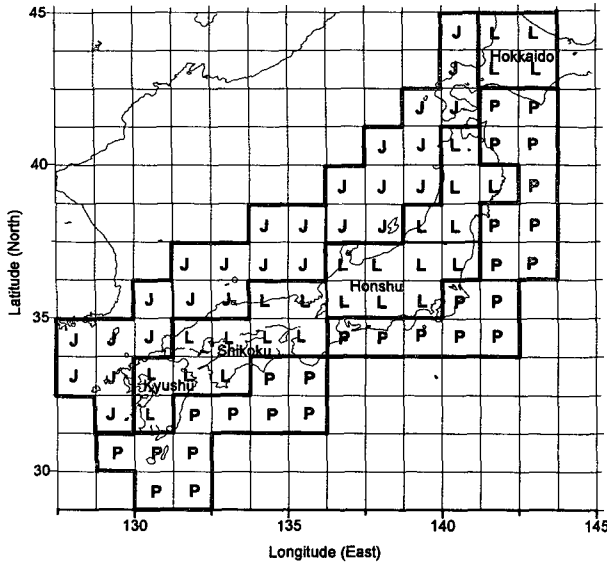 45
J L L
Hokkaido
J L L
J J P P
J J L P P
40
J J J L L P
J J J J L L P P
J J J J L L L L P P
Honshu
J J J L L L L L P P
35
J J J L L L L P P P P P
Shikoku
J J L L L P P
Kyushu
J L P P P P
P P P
30
P P
130 135 140 145
Longitude (East)
Latitude (North)